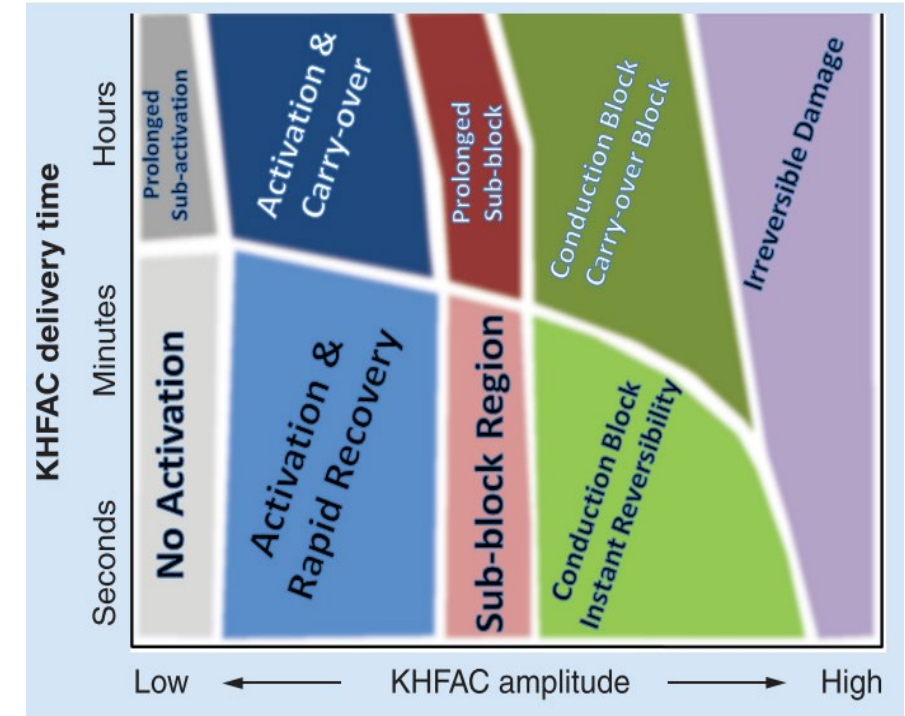 KHFAC delivery time
Hours
Minutes
Seconds
Prolonged
Sub-activation
Activation &
Carry-over
Prolonged
Sub-block
Conduction Block
Carry-over Block
Irreversible Damage
No Activation
Activation &
Rapid Recovery
Sub-block Region
Conduction Block
Instant Reversibility
Low
KHFAC amplitude
High